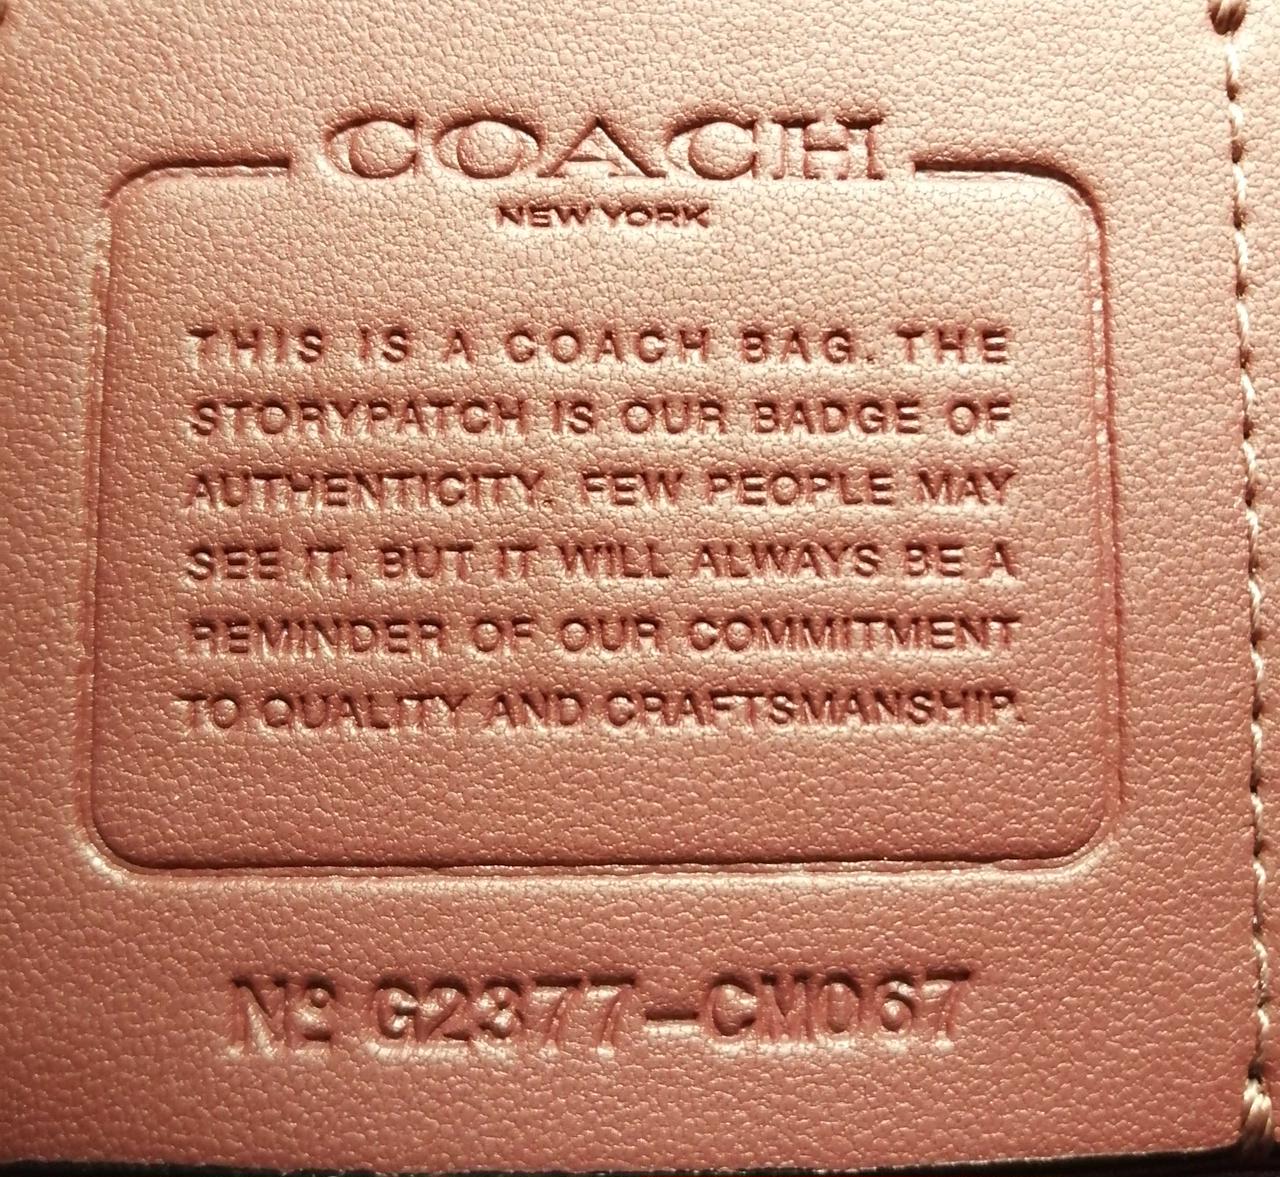 COACH
NEW YORK
THIS IS A COACH BAG. THE
STORYPATCH IS OUR BADGE OF
AUTHENTICITY. FEW PEOPLE MAY
SEE IT, BUT IT WILL ALWAYS BE A
REMINDER OF OUR COMMITMENT
TO QUALITY AND CRAFTSMANSHIP.
Nº G2377-CM067